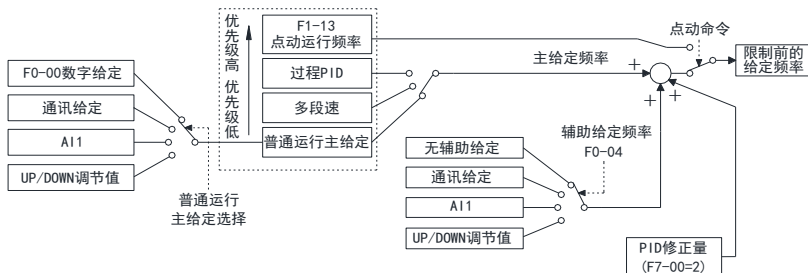 优先级高 优先级低
F1-13
点动运行频率
过程PID
多段速
普通运行主给定
F0-00数字给定
通讯给定
AI1
UP/DOWN调节值
普通运行
主给定选择
主给定频率
点动命令
限制前的
给定频率
+
+
+
辅助给定频率
F0-04
无辅助给定
通讯给定
AI1
UP/DOWN调节值
PID修正量
(F7-00=2)